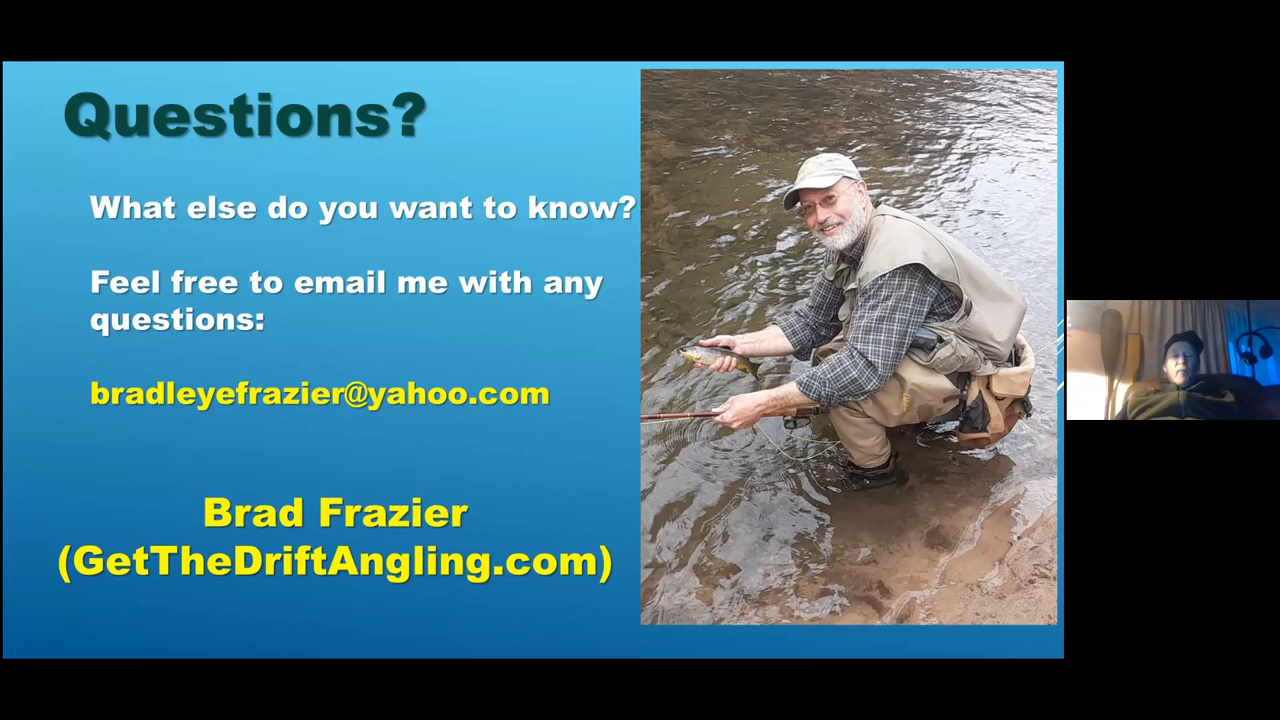 Questions?
What else do you want to know?
Feel free to email me with any
questions:
bradleyefrazier@yahoo.com
Brad Frazier
(GetTheDriftAngling.com)